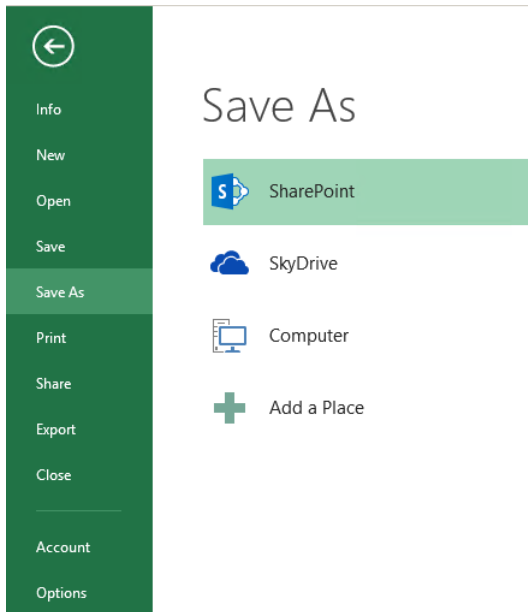 Info
New
Open
Save
Save As
Print
Share
Export
Close
Account
Options
Save As
S
SharePoint
SkyDrive
Computer
Add a Place